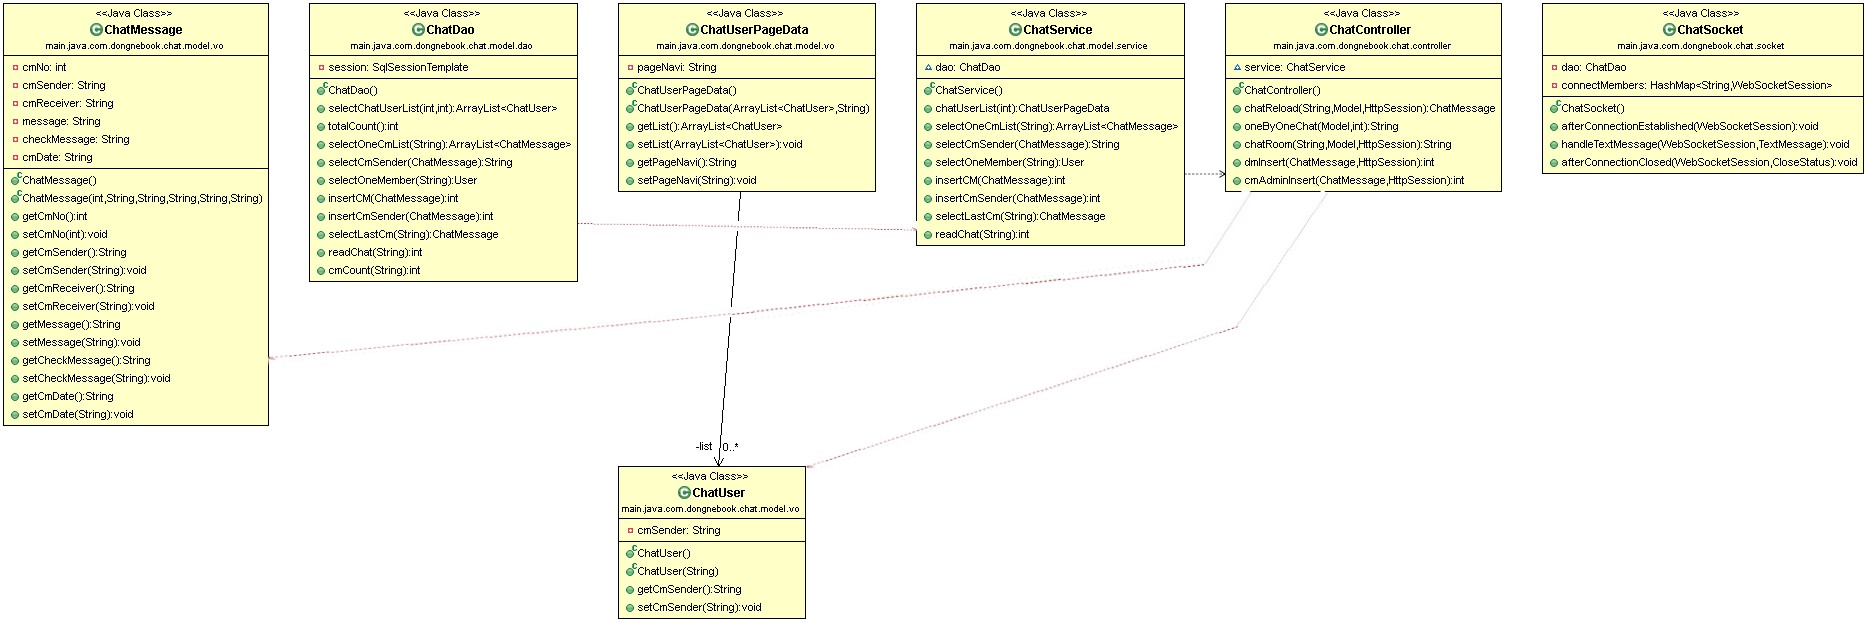 <<Java Class>>
ChatMessage
main.java.com.dongnebook.chat.model.vo
cmNo: int
cmSender: String
cmReceiver: String
message: String
checkMessage: String
cmDate: String
ChatMessage()
ChatMessage(int,String,String,String,String,String)
getCmNo():int
setCmNo(int):void
getCmSender():String
setCmSender(String):void
getCmReceiver():String
setCmReceiver(String):void
getMessage():String
setMessage(String):void
getCheckMessage():String
setCheckMessage(String):void
getCmDate():String
setCmDate(String):void
<<Java Class>>
ChatDao
main.java.com.dongnebook.chat.model.dao
session: SqlSessionTemplate
ChatDao()
selectChatUserList(int,int):ArrayList<ChatUser>
totalCount():int
selectOneCmList(String):ArrayList<ChatMessage>
selectCmSender(ChatMessage):String
selectOneMember(String):User
insertCM(ChatMessage):int
insertCmSender(ChatMessage):int
selectLastCm(String):ChatMessage
readChat(String):int
cmCount(String):int
<<Java Class>>
ChatUserPageData
main.java.com.dongnebook.chat.model.vo
pageNavi: String
ChatUserPageData()
ChatUserPageData(ArrayList<ChatUser>,String)
getList():ArrayList<ChatUser>
setList(ArrayList<ChatUser>):void
getPageNavi():String
setPageNavi(String):void
<<Java Class>>
ChatService
main.java.com.dongnebook.chat.model.service
dao: ChatDao
ChatService()
chatUserList(int):ChatUserPageData
selectOneCmList(String):ArrayList<ChatMessage>
selectCmSender(ChatMessage):String
selectOneMember(String):User
insertCM(ChatMessage):int
insertCmSender(ChatMessage):int
selectLastCm(String):ChatMessage
readChat(String):int
<<Java Class>>
ChatController
main.java.com.dongnebook.chat.controller
service: ChatService
ChatController()
chatReload(String,Model,HttpSession):ChatMessage
oneByOneChat(Model,int):String
chatRoom(String,Model,HttpSession):String
dmInsert(ChatMessage,HttpSession):int
cmAdminInsert(ChatMessage,HttpSession):int
<<Java Class>>
ChatSocket
main.java.com.dongnebook.chat.socket
dao: ChatDao
connectMembers: HashMap<String,WebSocketSession>
ChatSocket()
afterConnectionEstablished(WebSocketSession):void
handleTextMessage(WebSocketSession,TextMessage):void
afterConnectionClosed(WebSocketSession,CloseStatus):void
-list 0..*
<<Java Class>>
ChatUser
main.java.com.dongnebook.chat.model.vo
cmSender: String
ChatUser()
ChatUser(String)
getCmSender():String
setCmSender(String):void